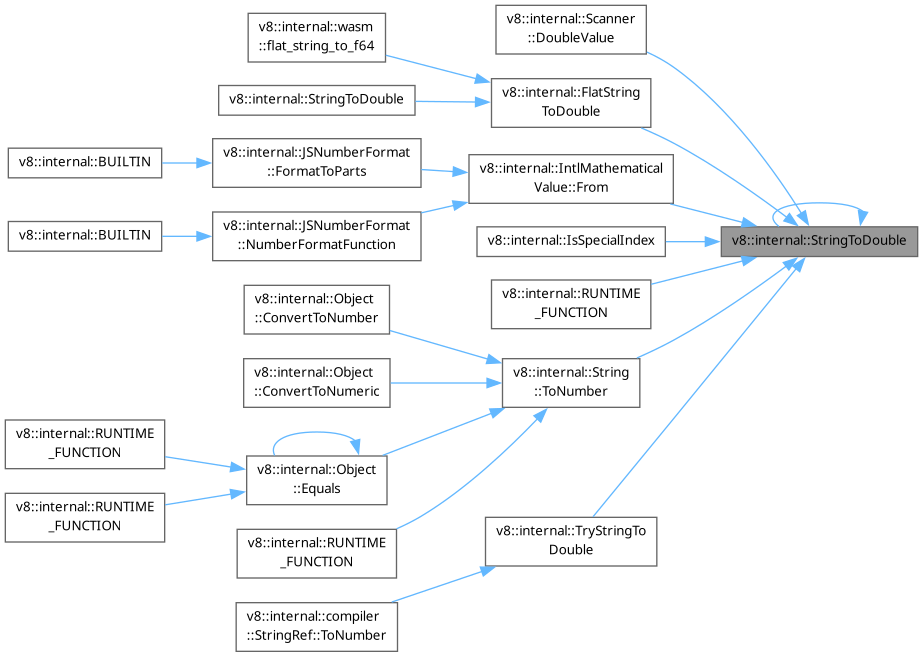 v8::internal::wasm
::flat_string_to_f64
v8::internal::Scanner
::DoubleValue
v8::internal::StringToDouble
v8::internal::FlatString
ToDouble
v8::internal::BUILTIN
v8::internal::JSNumberFormat
::FormatToParts
v8::internal::IntlMathematical
Value::From
v8::internal::BUILTIN
v8::internal::JSNumberFormat
::NumberFormatFunction
v8::internal::IsSpecialIndex
v8::internal::StringToDouble
v8::internal::RUNTIME
_FUNCTION
v8::internal::Object
::ConvertToNumber
v8::internal::Object
::ConvertToNumeric
v8::internal::String
::ToNumber
v8::internal::RUNTIME
_FUNCTION
v8::internal::Object
::Equals
v8::internal::RUNTIME
_FUNCTION
v8::internal::RUNTIME
_FUNCTION
v8::internal::TryStringTo
Double
v8::internal::compiler
::StringRef::ToNumber